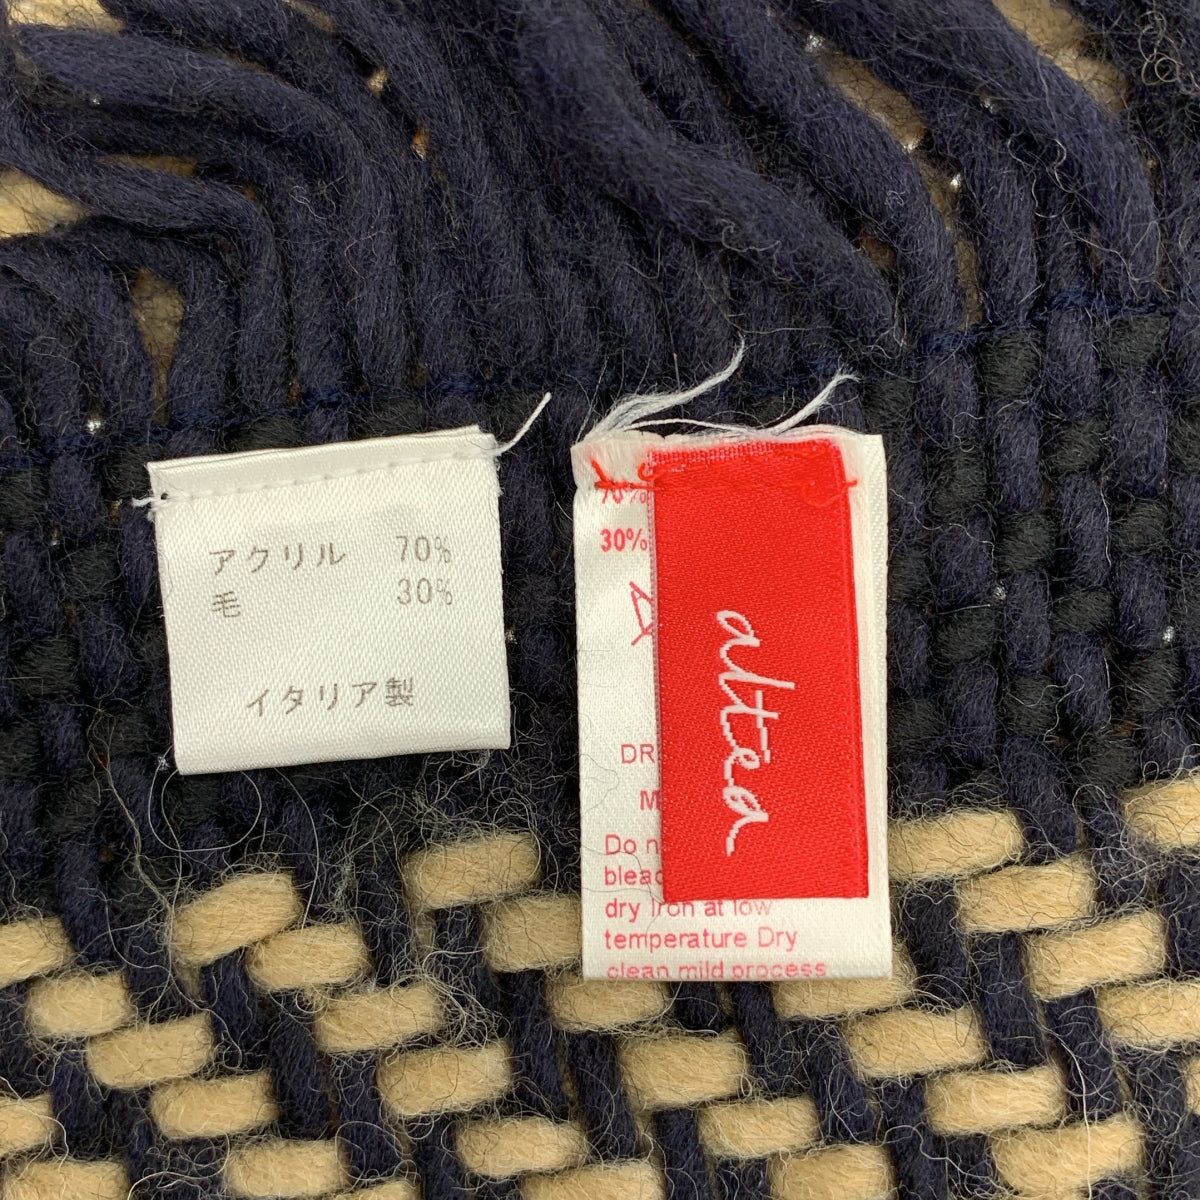 アクリル 70%
毛 30%
イタリア製
70%
30%
altea
DR
M
Do n
bleac
dry iron at low
temperature Dry
clean mild process